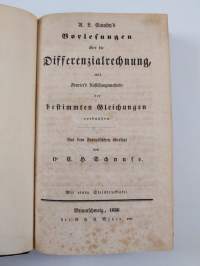 A. L. Cauchy's
Vorlesungen
über die
Differenzialrechnung,
mit
Fourier's Auflösungsmethode
der
bestimmten Gleichungen
verbunden
Aus dem Französischen übersetzt
von
Dr C. H. Schnuse.
Mit einer Steindrucktafel.
Braunschweig, 1836